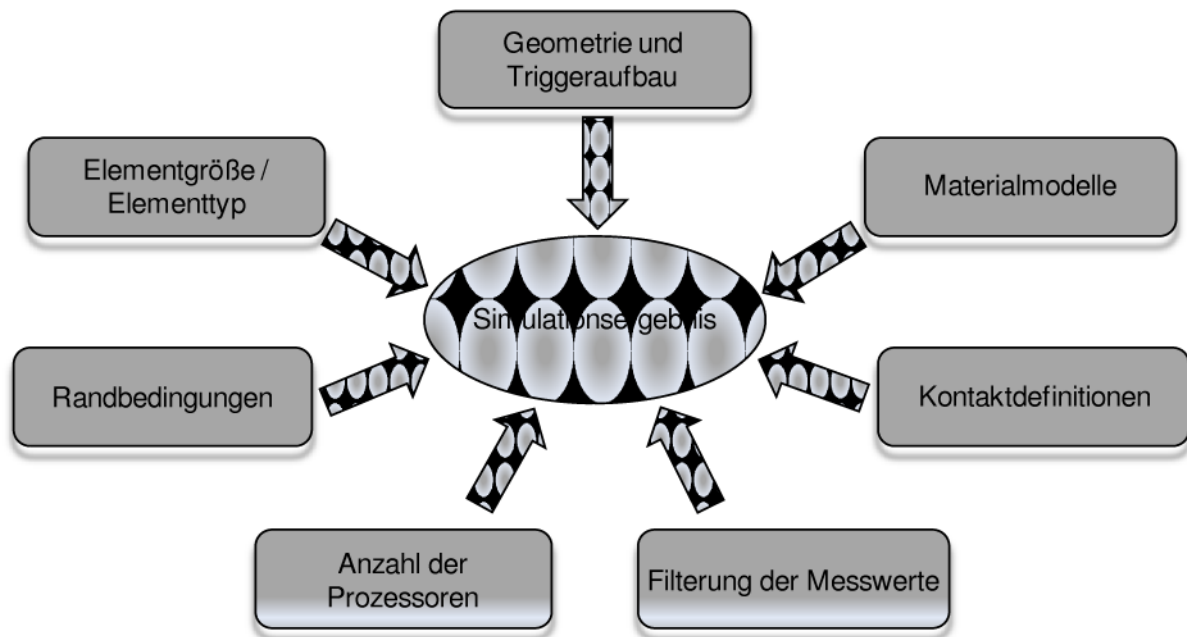 Geometrie und
Triggeraufbau
Elementgröße /
Elementtyp
Materialmodelle
Simulationsergebnis
Randbedingungen
Kontaktdefinitionen
Anzahl der
Prozessoren
Filterung der Messwerte